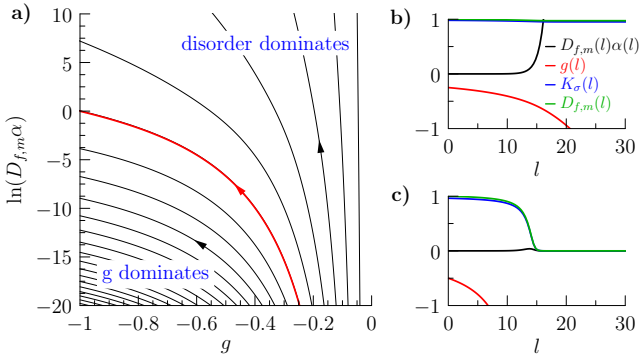 a)
ln(D_{f,m}α)
10
5
0
−5
−10
−15
−20
disorder dominates
g dominates
−1
−0.8
−0.6
−0.4
−0.2
0
g
b)
1
0
−1
D_{f,m}(l)α(l)
g(l)
K_σ(l)
D_{f,m}(l)
0
10
20
30
l
c)
1
0
−1
0
10
20
30
l